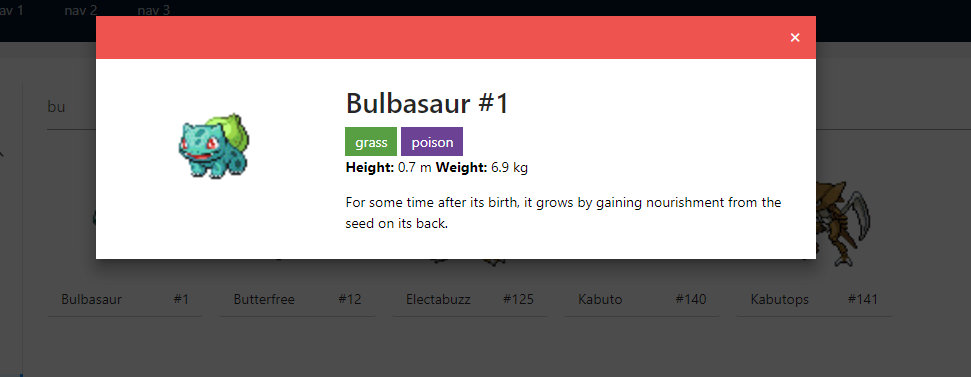 av 1 nav 2 nav 3
×
bu
Bulbasaur #1
grass poison
Height: 0.7 m Weight: 6.9 kg
For some time after its birth, it grows by gaining nourishment from the
seed on its back.
Bulbasaur #1 Butterfree #12 Electabuzz #125 Kabuto #140 Kabutops #141